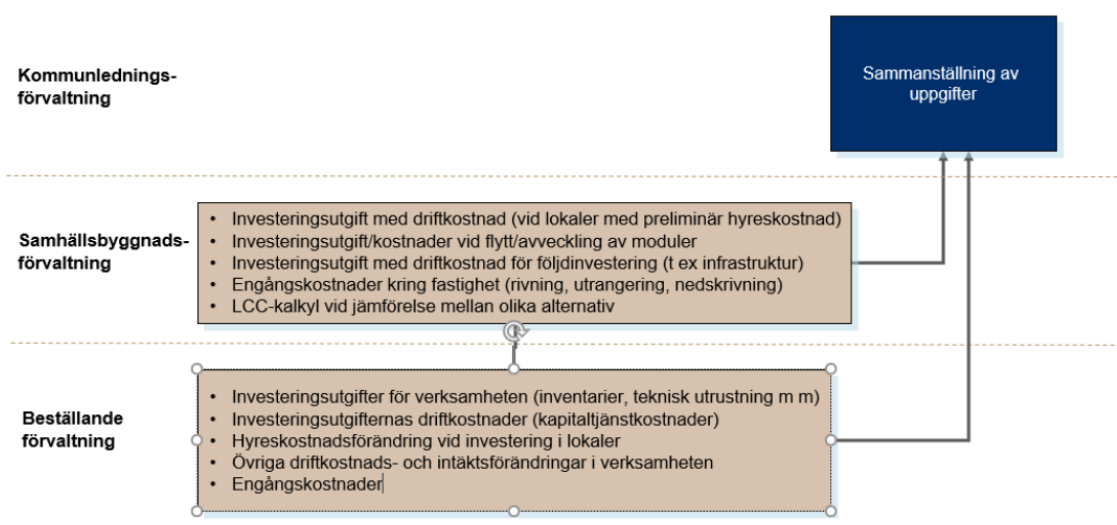 Kommunlednings-
förvaltning
Sammanställning av
uppgifter
Samhällsbyggnads-
förvaltning
• Investeringsutgift med driftkostnad (vid lokaler med preliminär hyreskostnad)
• Investeringsutgift/kostnader vid flytt/avveckling av moduler
• Investeringsutgift med driftkostnad för följdinvestering (t ex infrastruktur)
• Engångskostnader kring fastighet (rivning, utrangering, nedskrivning)
• LCC-kalkyl vid jämförelse mellan olika alternativ
Beställande
förvaltning
• Investeringsutgifter för verksamheten (inventarier, teknisk utrustning m m)
• Investeringsutgifternas driftkostnader (kapitaltjänstkostnader)
• Hyreskostnadsförändring vid investering i lokaler
• Övriga driftkostnads- och intäktsförändringar i verksamheten
• Engångskostnader